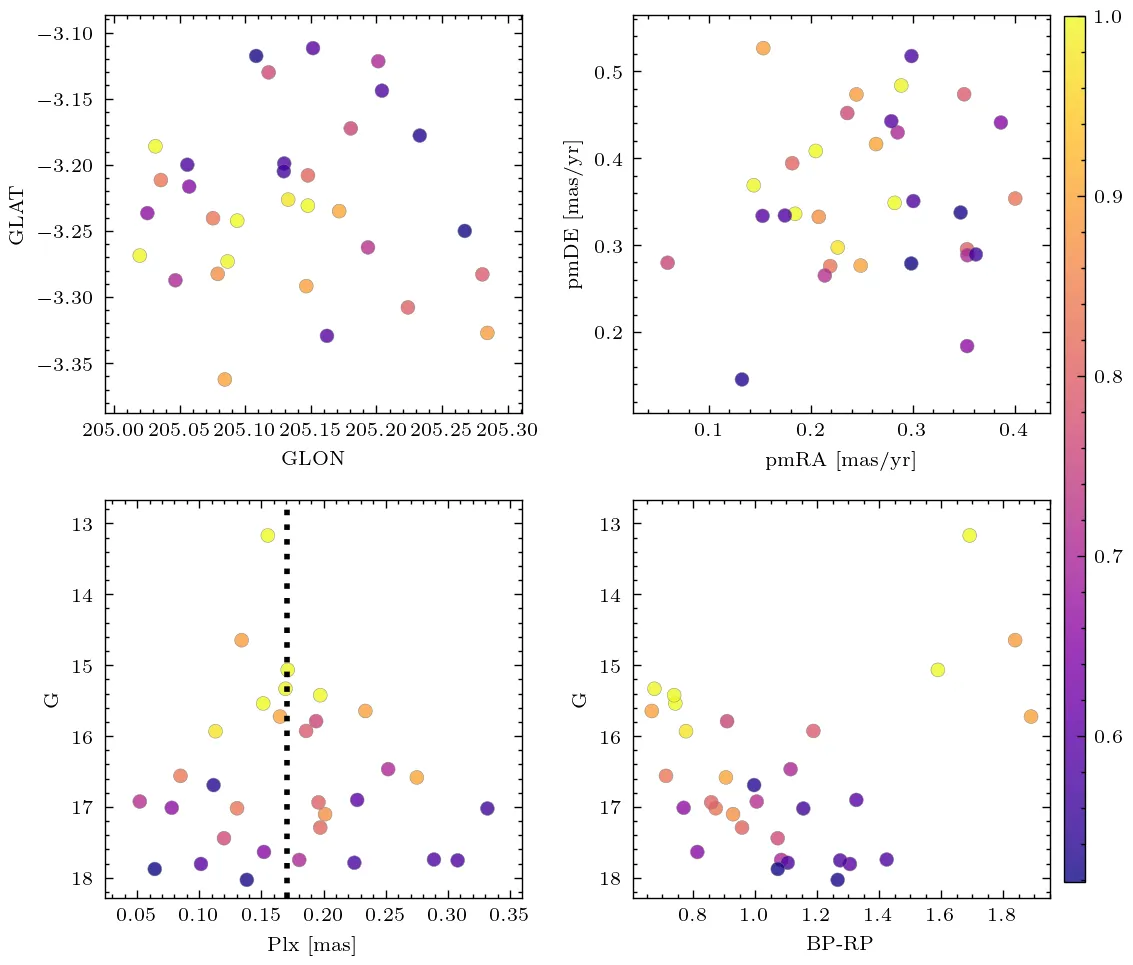 −3.10
−3.15
−3.20
−3.25
−3.30
−3.35
GLAT
205.00 205.05 205.10 205.15 205.20 205.25 205.30
GLON
0.5
0.4
0.3
0.2
pmDE [mas/yr]
0.1 0.2 0.3 0.4
pmRA [mas/yr]
1.0
0.9
0.8
0.7
0.6
13
14
15
16
17
18
G
0.05 0.10 0.15 0.20 0.25 0.30 0.35
Plx [mas]
13
14
15
16
17
18
G
0.8 1.0 1.2 1.4 1.6 1.8
BP-RP